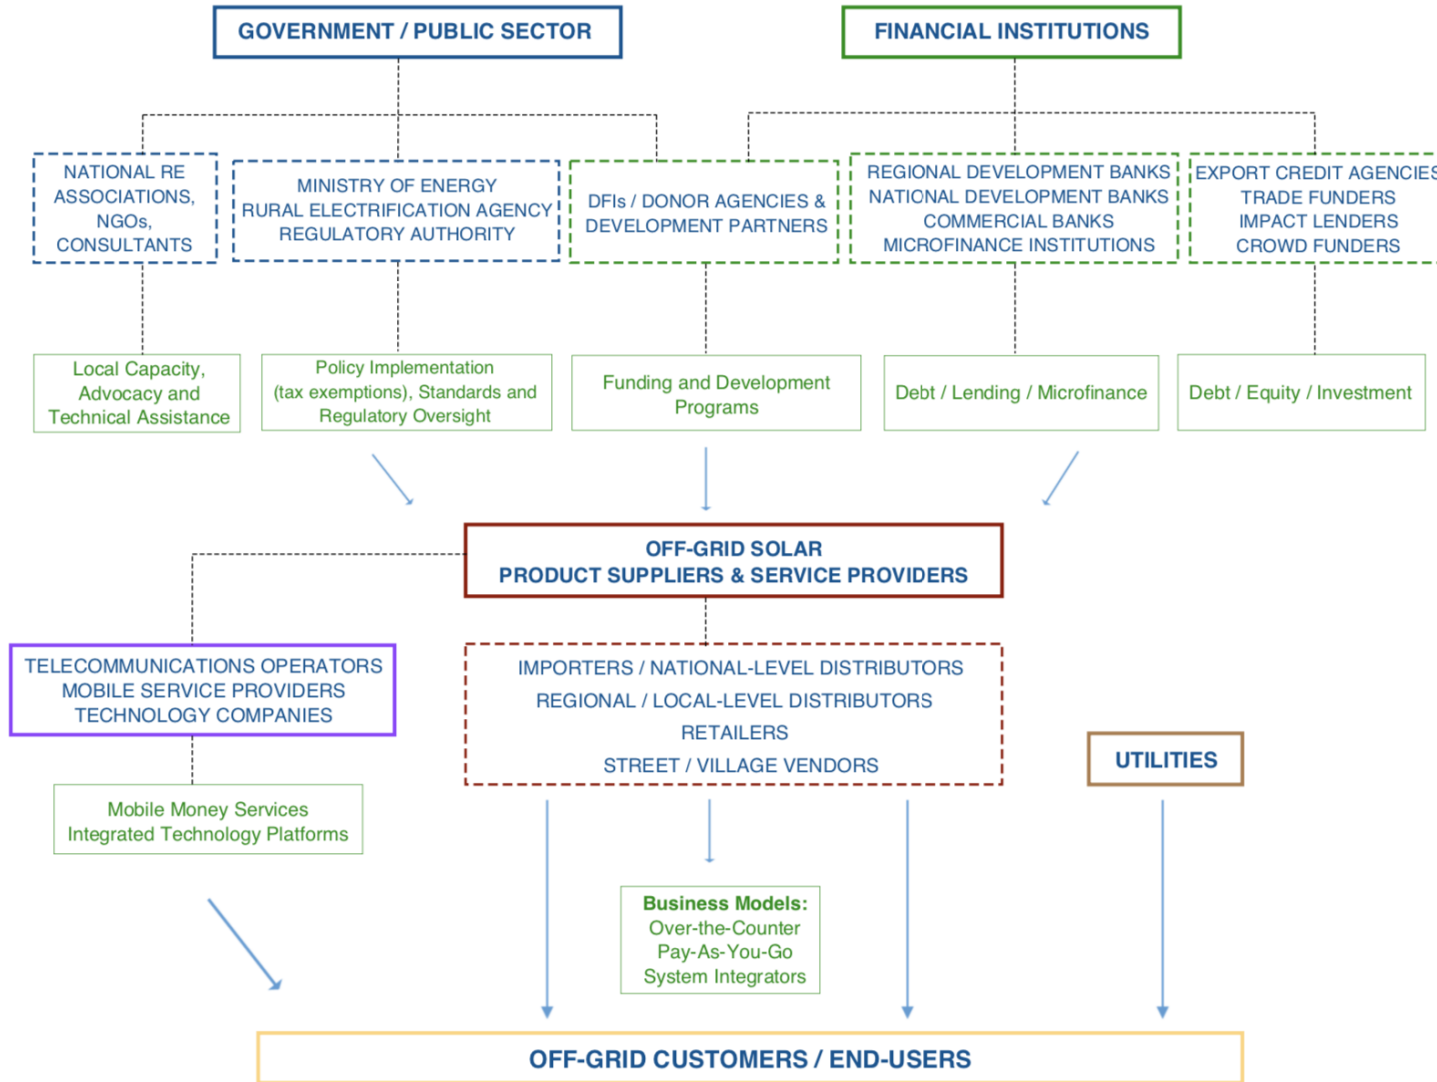 GOVERNMENT / PUBLIC SECTOR
FINANCIAL INSTITUTIONS
NATIONAL RE
ASSOCIATIONS,
NGOs,
CONSULTANTS
MINISTRY OF ENERGY
RURAL ELECTRIFICATION AGENCY
REGULATORY AUTHORITY
DFIs / DONOR AGENCIES &
DEVELOPMENT PARTNERS
REGIONAL DEVELOPMENT BANKS
NATIONAL DEVELOPMENT BANKS
COMMERCIAL BANKS
MICROFINANCE INSTITUTIONS
EXPORT CREDIT AGENCIES
TRADE FUNDERS
IMPACT LENDERS
CROWD FUNDERS
Local Capacity,
Advocacy and
Technical Assistance
Policy Implementation
(tax exemptions), Standards and
Regulatory Oversight
Funding and Development
Programs
Debt / Lending / Microfinance
Debt / Equity / Investment
OFF-GRID SOLAR
PRODUCT SUPPLIERS & SERVICE PROVIDERS
TELECOMMUNICATIONS OPERATORS
MOBILE SERVICE PROVIDERS
TECHNOLOGY COMPANIES
IMPORTERS / NATIONAL-LEVEL DISTRIBUTORS
REGIONAL / LOCAL-LEVEL DISTRIBUTORS
RETAILERS
STREET / VILLAGE VENDORS
UTILITIES
Mobile Money Services
Integrated Technology Platforms
Business Models:
Over-the-Counter
Pay-As-You-Go
System Integrators
OFF-GRID CUSTOMERS / END-USERS